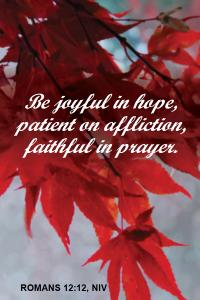 Be joyful in hope,
patient on affliction,
faithful in prayer.
ROMANS 12:12, NIV